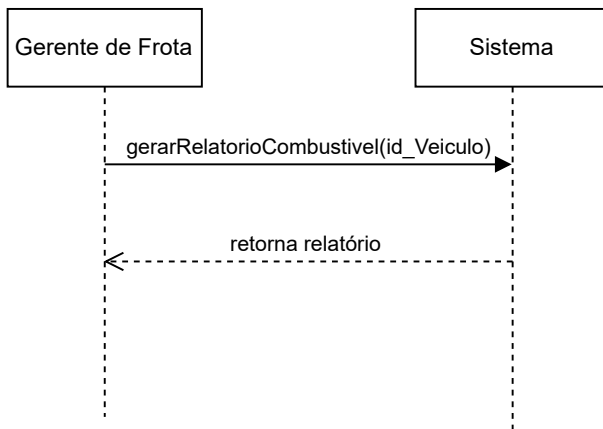 Gerente de Frota
Sistema
gerarRelatorioCombustivel(id_Veiculo)
retorna relatório